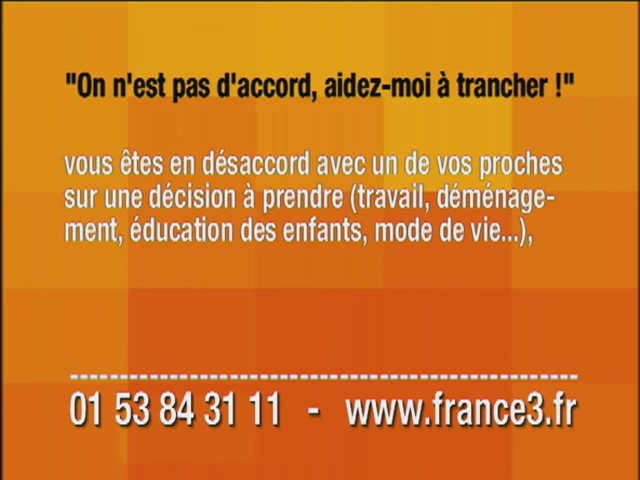 "On n'est pas d'accord, aidez-moi à trancher !"
vous êtes en désaccord avec un de vos proches
sur une décision à prendre (travail, déménage-
ment, éducation des enfants, mode de vie...),
01 53 84 31 11 - www.france3.fr